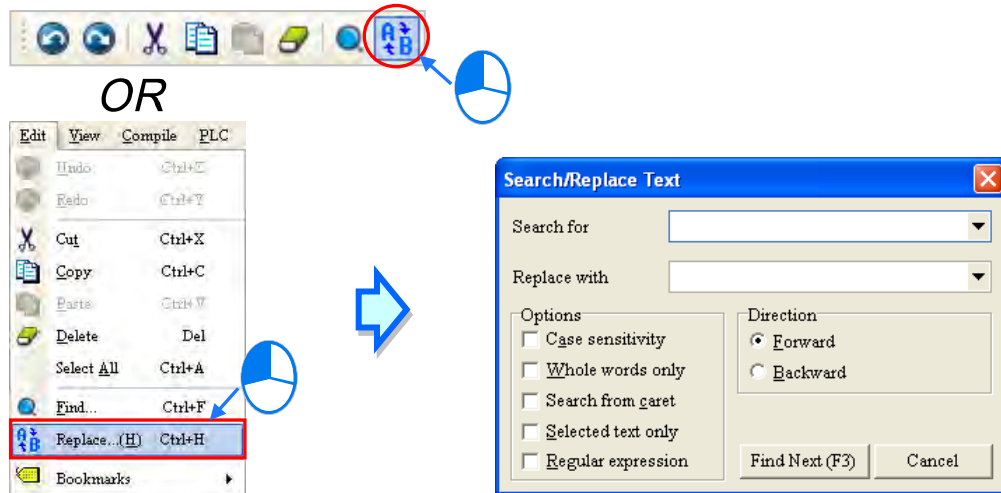 A
B
OR
Edit View Compile PLC
Undo Ctrl+Z
Redo Ctrl+Y
Cut Ctrl+X
Copy Ctrl+C
Paste Ctrl+V
Delete Del
Select All Ctrl+A
Find... Ctrl+F
A
B
Replace...(H) Ctrl+H
Bookmarks
Search/Replace Text
Search for
Replace with
Options
Case sensitivity
Whole words only
Search from caret
Selected text only
Regular expression
Direction
Forward
Backward
Find Next (F3) Cancel